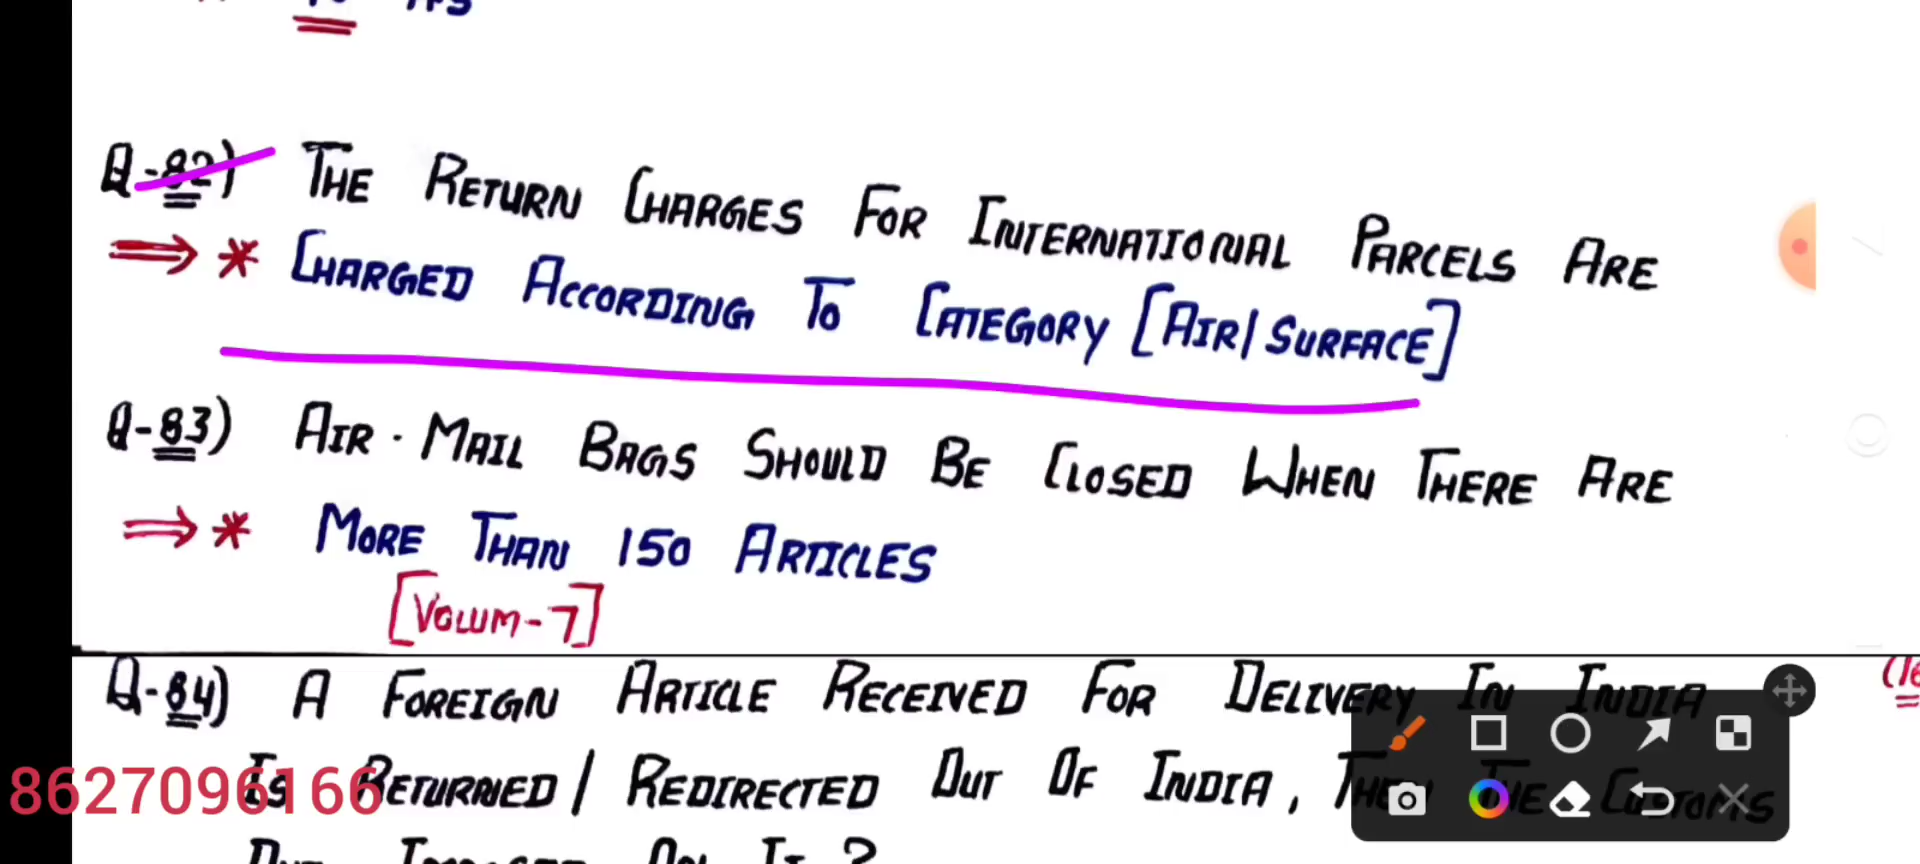 Q-82) THE RETURN CHARGES FOR INTERNATIONAL PARCELS ARE
⇒ * CHARGED ACCORDING TO CATEGORY [AIR/SURFACE]
Q-83) AIR-MAIL BAGS SHOULD BE CLOSED WHEN THERE ARE
⇒ * MORE THAN 150 ARTICLES
[VOLUM-7]
Q-84) A FOREIGN ARTICLE RECEIVED FOR DELIVERY IN INDIA
IS RETURNED/REDIRECTED OUT OF INDIA, THEN THE CUSTOMS
8627096166